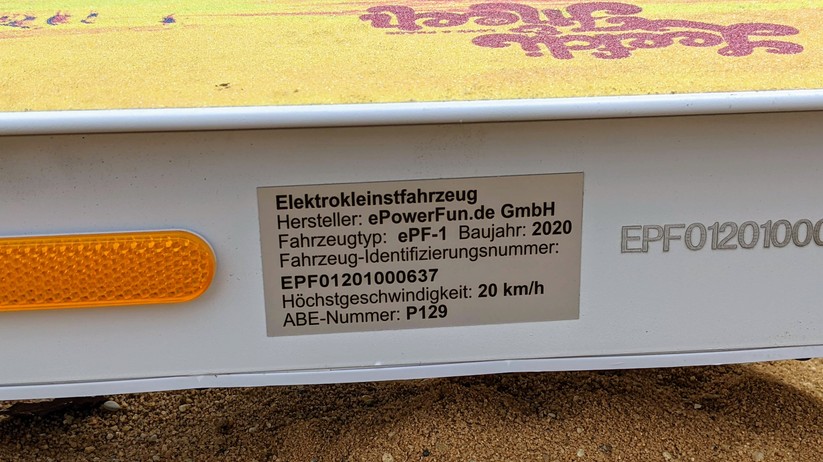 Elektrokleinstfahrzeug
Hersteller: ePowerFun.de GmbH
Fahrzeugtyp: ePF-1 Baujahr: 2020
Fahrzeug-Identifizierungsnummer:
EPF01201000637
Höchstgeschwindigkeit: 20 km/h
ABE-Nummer: P129
EPF01201000